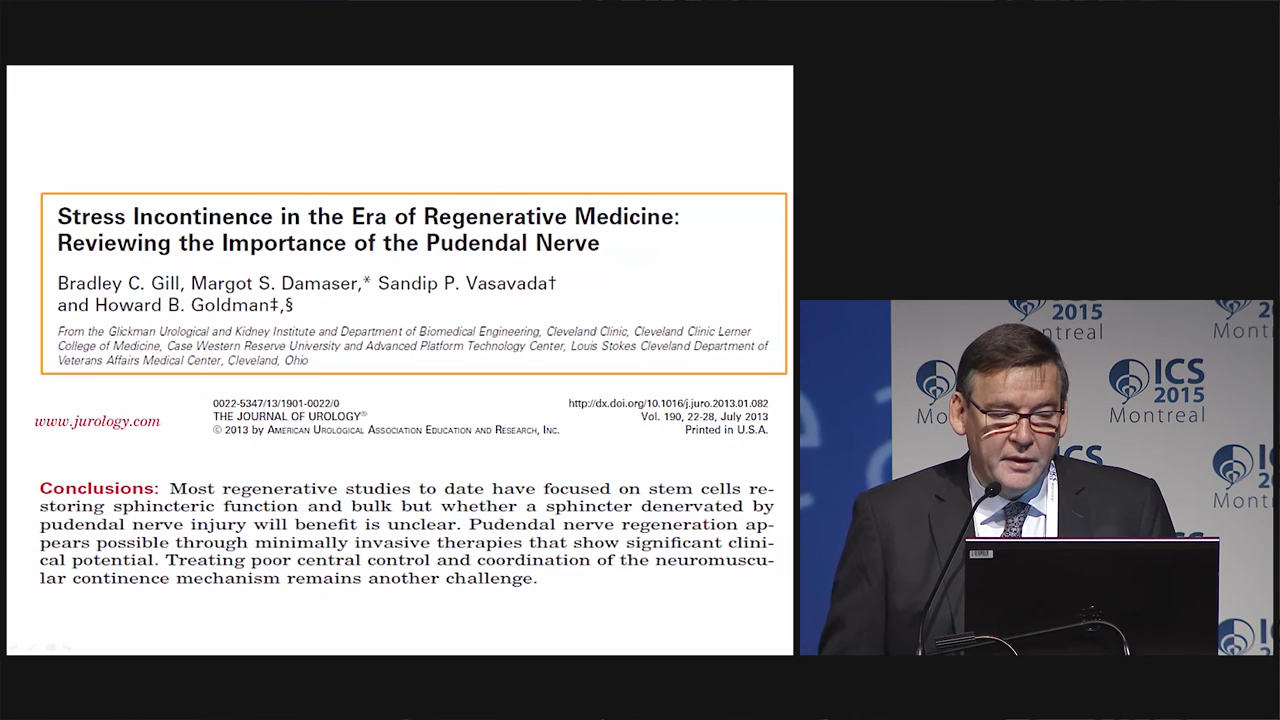 Stress Incontinence in the Era of Regenerative Medicine:
Reviewing the Importance of the Pudendal Nerve
Bradley C. Gill, Margot S. Damaser,* Sandip P. Vasavada†
and Howard B. Goldman‡,§
From the Glickman Urological and Kidney Institute and Department of Biomedical Engineering, Cleveland Clinic, Cleveland Clinic Lerner
College of Medicine, Case Western Reserve University and Advanced Platform Technology Center, Louis Stokes Cleveland Department of
Veterans Affairs Medical Center, Cleveland, Ohio
www.jurology.com
0022-5347/13/1901-0022/0
THE JOURNAL OF UROLOGY®
© 2013 by AMERICAN UROLOGICAL ASSOCIATION EDUCATION AND RESEARCH, INC.
http://dx.doi.org/10.1016/j.juro.2013.01.082
Vol. 190, 22-28, July 2013
Printed in U.S.A.
Conclusions: Most regenerative studies to date have focused on stem cells re-
storing sphincteric function and bulk but whether a sphincter denervated by
pudendal nerve injury will benefit is unclear. Pudendal nerve regeneration ap-
pears possible through minimally invasive therapies that show significant clini-
cal potential. Treating poor central control and coordination of the neuromuscu-
lar continence mechanism remains another challenge.
2015
Montreal
Mont
ICS
2015
Montreal
Mo
CS
IC
20
Mont
IC